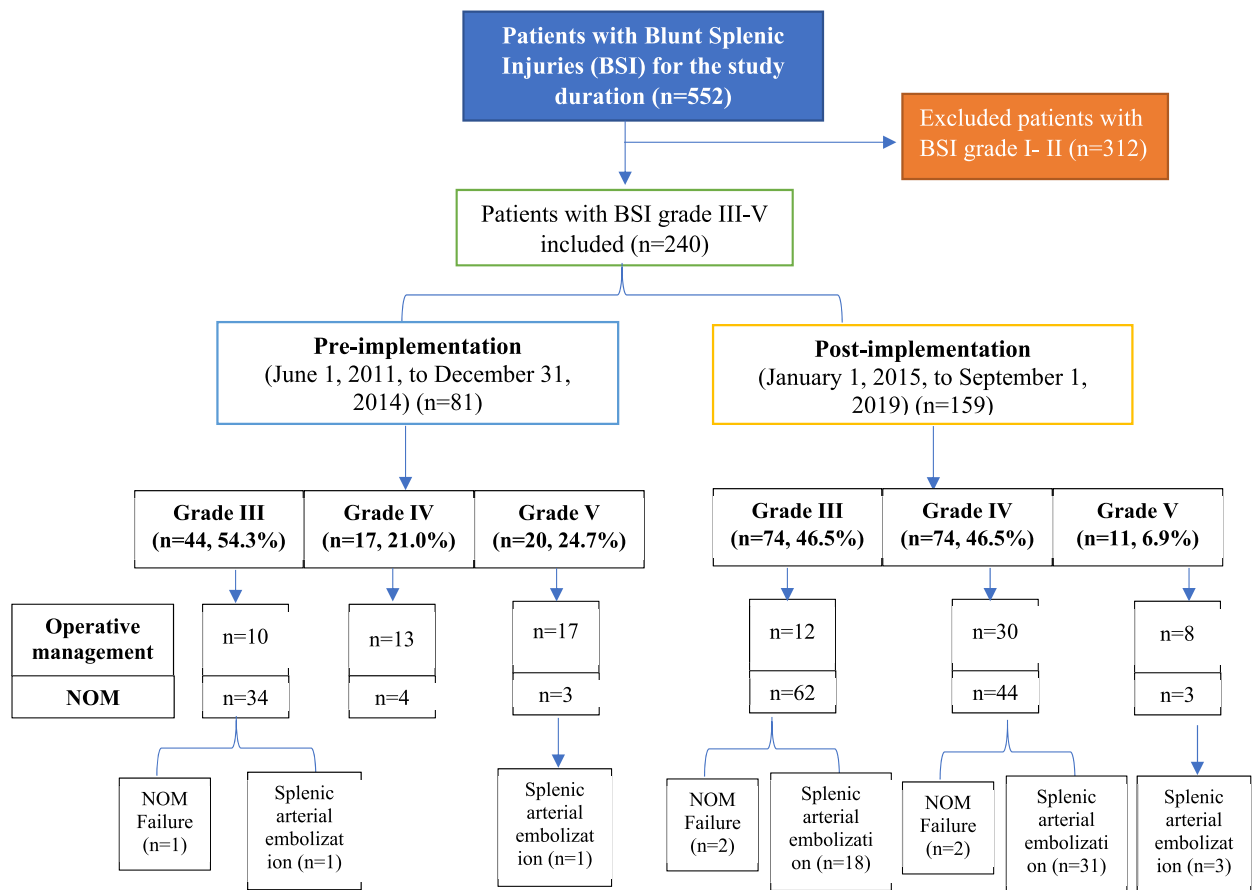 Patients with Blunt Splenic
Injuries (BSI) for the study
duration (n=552)
Excluded patients with
BSI grade I- II (n=312)
Patients with BSI grade III-V
included (n=240)
Pre-implementation
(June 1, 2011, to December 31,
2014) (n=81)
Post-implementation
(January 1, 2015, to September 1,
2019) (n=159)
Grade III
(n=44, 54.3%)
Grade IV
(n=17, 21.0%)
Grade V
(n=20, 24.7%)
Grade III
(n=74, 46.5%)
Grade IV
(n=74, 46.5%)
Grade V
(n=11, 6.9%)
Operative
management
n=10
n=13
n=17
n=12
n=30
n=8
NOM
n=34
n=4
n=3
n=62
n=44
n=3
NOM
Failure
(n=1)
Splenic
arterial
embolizat
ion (n=1)
Splenic
arterial
embolizat
ion (n=1)
NOM
Failure
(n=2)
Splenic
arterial
embolizati
on (n=18)
NOM
Failure
(n=2)
Splenic
arterial
embolizati
on (n=31)
Splenic
arterial
embolizat
ion (n=3)